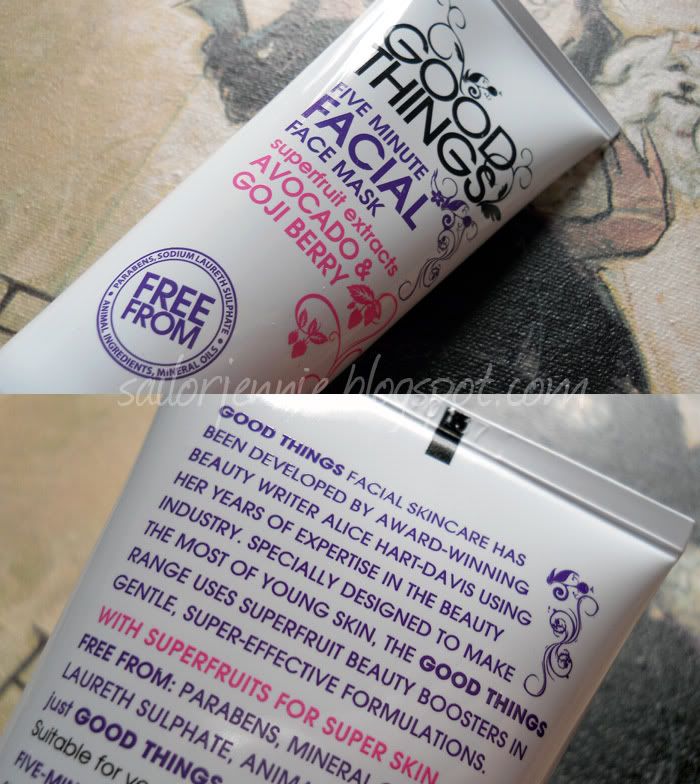 GOOD
THINGS
FIVE MINUTE
FACIAL
FACE MASK
superfruit extracts
AVOCADO &
GOJI BERRY
PARABENS, SODIUM LAURETH SULPHATE
FREE
FROM
ANIMAL INGREDIENTS, MINERAL OILS
sailorjennie.blogspot.com
GOOD THINGS FACIAL SKINCARE HAS
BEEN DEVELOPED BY AWARD-WINNING
BEAUTY WRITER ALICE HART-DAVIS USING
HER YEARS OF EXPERTISE IN THE BEAUTY
INDUSTRY. SPECIALLY DESIGNED TO MAKE
THE MOST OF YOUNG SKIN, THE GOOD THINGS
RANGE USES SUPERFRUIT BEAUTY BOOSTERS IN
GENTLE, SUPER-EFFECTIVE FORMULATIONS.
WITH SUPERFRUITS FOR SUPER SKIN
FREE FROM: PARABENS, MINERAL
LAURETH SULPHATE,
just GOOD THINGS
Suitable for